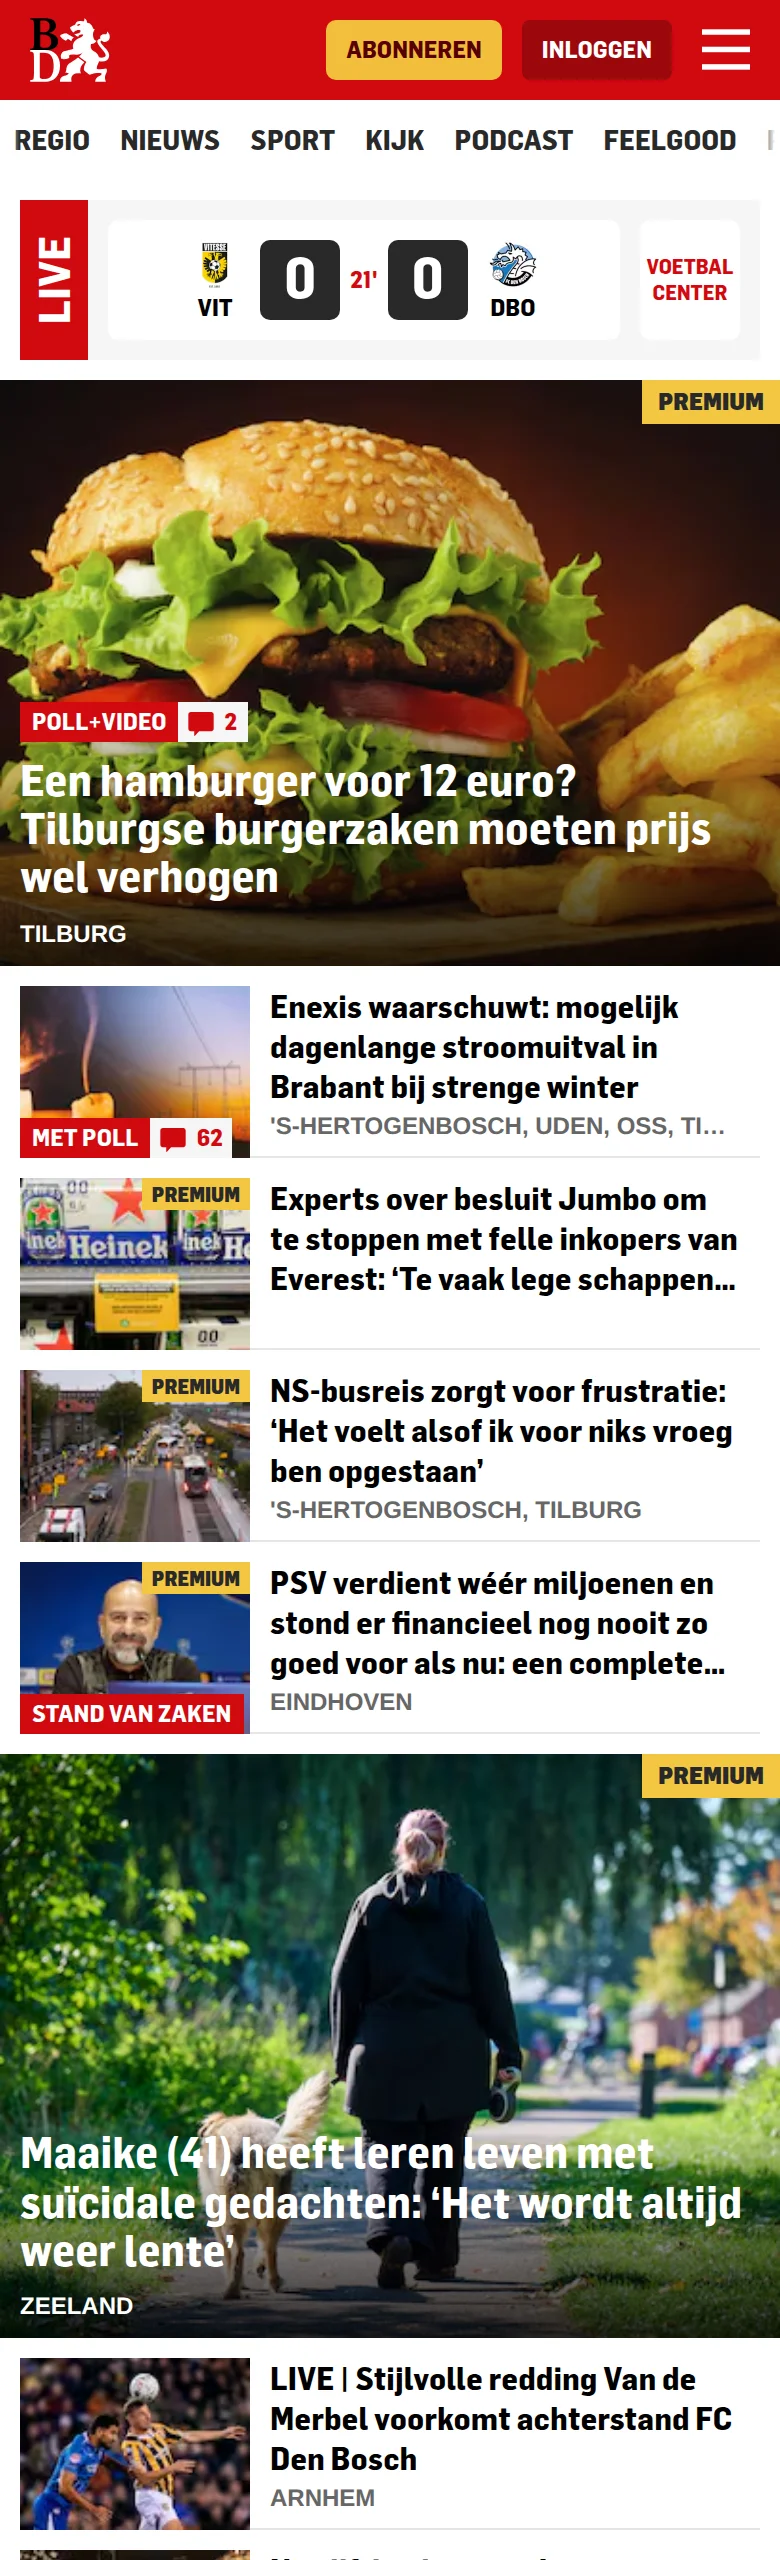 B
D
ABONNEREN
INLOGGEN
REGIO NIEUWS SPORT KIJK PODCAST FEELGOOD
LIVE
VITESSE
VIT
0
21'
0
DBO
VOETBAL
CENTER
PREMIUM
POLL+VIDEO
2
Een hamburger voor 12 euro?
Tilburgse burgerzaken moeten prijs
wel verhogen
TILBURG
Enexis waarschuwt: mogelijk
dagenlange stroomuitval in
Brabant bij strenge winter
'S-HERTOGENBOSCH, UDEN, OSS, TI...
MET POLL
62
PREMIUM
Heinek
Experts over besluit Jumbo om
te stoppen met felle inkopers van
Everest: ‘Te vaak lege schappen...
PREMIUM
NS-busreis zorgt voor frustratie:
‘Het voelt alsof ik voor niks vroeg
ben opgestaan’
'S-HERTOGENBOSCH, TILBURG
PREMIUM
STAND VAN ZAKEN
PSV verdient wéér miljoenen en
stond er financieel nog nooit zo
goed voor als nu: een complete...
EINDHOVEN
PREMIUM
Maaike (41) heeft leren leven met
suïcidale gedachten: ‘Het wordt altijd
weer lente’
ZEELAND
LIVE | Stijlvolle redding Van de
Merbel voorkomt achterstand FC
Den Bosch
ARNHEM